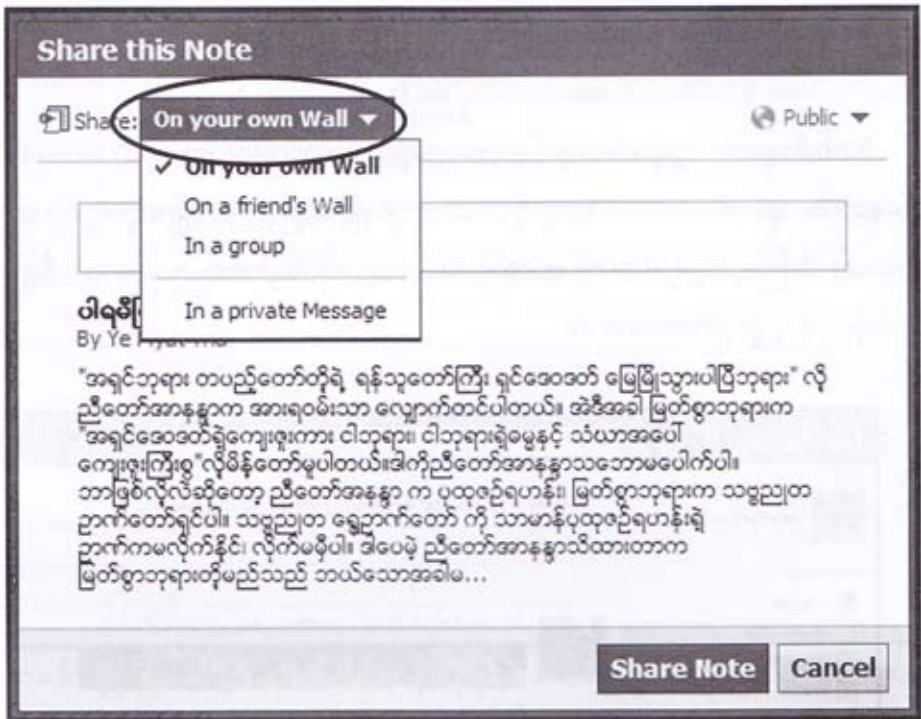 Share this Note
Share: On your own Wall
Public
On your own Wall
On a friend's Wall
In a group
In a private Message
ပါရမီ
By Ye
"အရှင်ဘုရား တပည့်တော်တို့ရဲ့ ရန်သူတော်ကြီး ရှင်ဒေဝဒတ် မြေမြိုသွားပါပြီဘုရား" လို့
ညီတော်အာနန္ဒာက အားရဝမ်းသာ လျှောက်တင်ပါတယ်။ အဲဒီအခါ မြတ်စွာဘုရားက
"အရှင်ဒေဝဒတ်ရဲ့ကျေးဇူးကား ငါဘုရား၊ ငါဘုရားရဲ့ဓမ္မနှင့် သံဃာအပေါ်
ကျေးဇူးကြီးစွ"လို့မိန့်တော်မူပါတယ်။ဒါကိုညီတော်အာနန္ဒာသဘောမပေါက်ပါ။
ဘာဖြစ်လို့လဲဆိုတော့ ညီတော်အနန္ဒာ က ပုထုဇဉ်ရဟန်း၊ မြတ်စွာဘုရားက သဗ္ဗညုတ
ဉာဏ်တော်ရှင်ပါ။ သဗ္ဗညုတ ရွှေဉာဏ်တော် ကို သာမာန်ပုထုဇဉ်ရဟန်းရဲ့
ဉာဏ်ကမလိုက်နိုင်၊ လိုက်မမှီပါ။ ဒါပေမဲ့ ညီတော်အာနန္ဒာသိထားတာက
မြတ်စွာဘုရားတို့မည်သည် ဘယ်သောအခါမ...
Share Note
Cancel